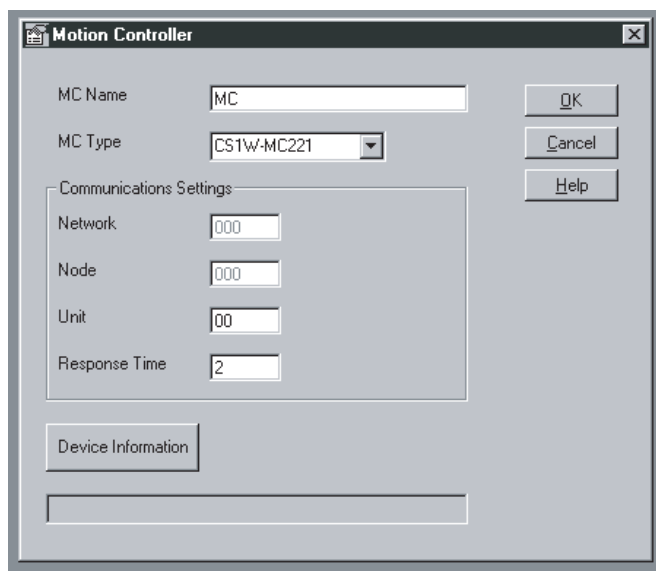 Motion Controller
MC Name
MC
OK
MC Type
CS1W-MC221
Cancel
Help
Communications Settings
Network
000
Node
000
Unit
00
Response Time
2
Device Information